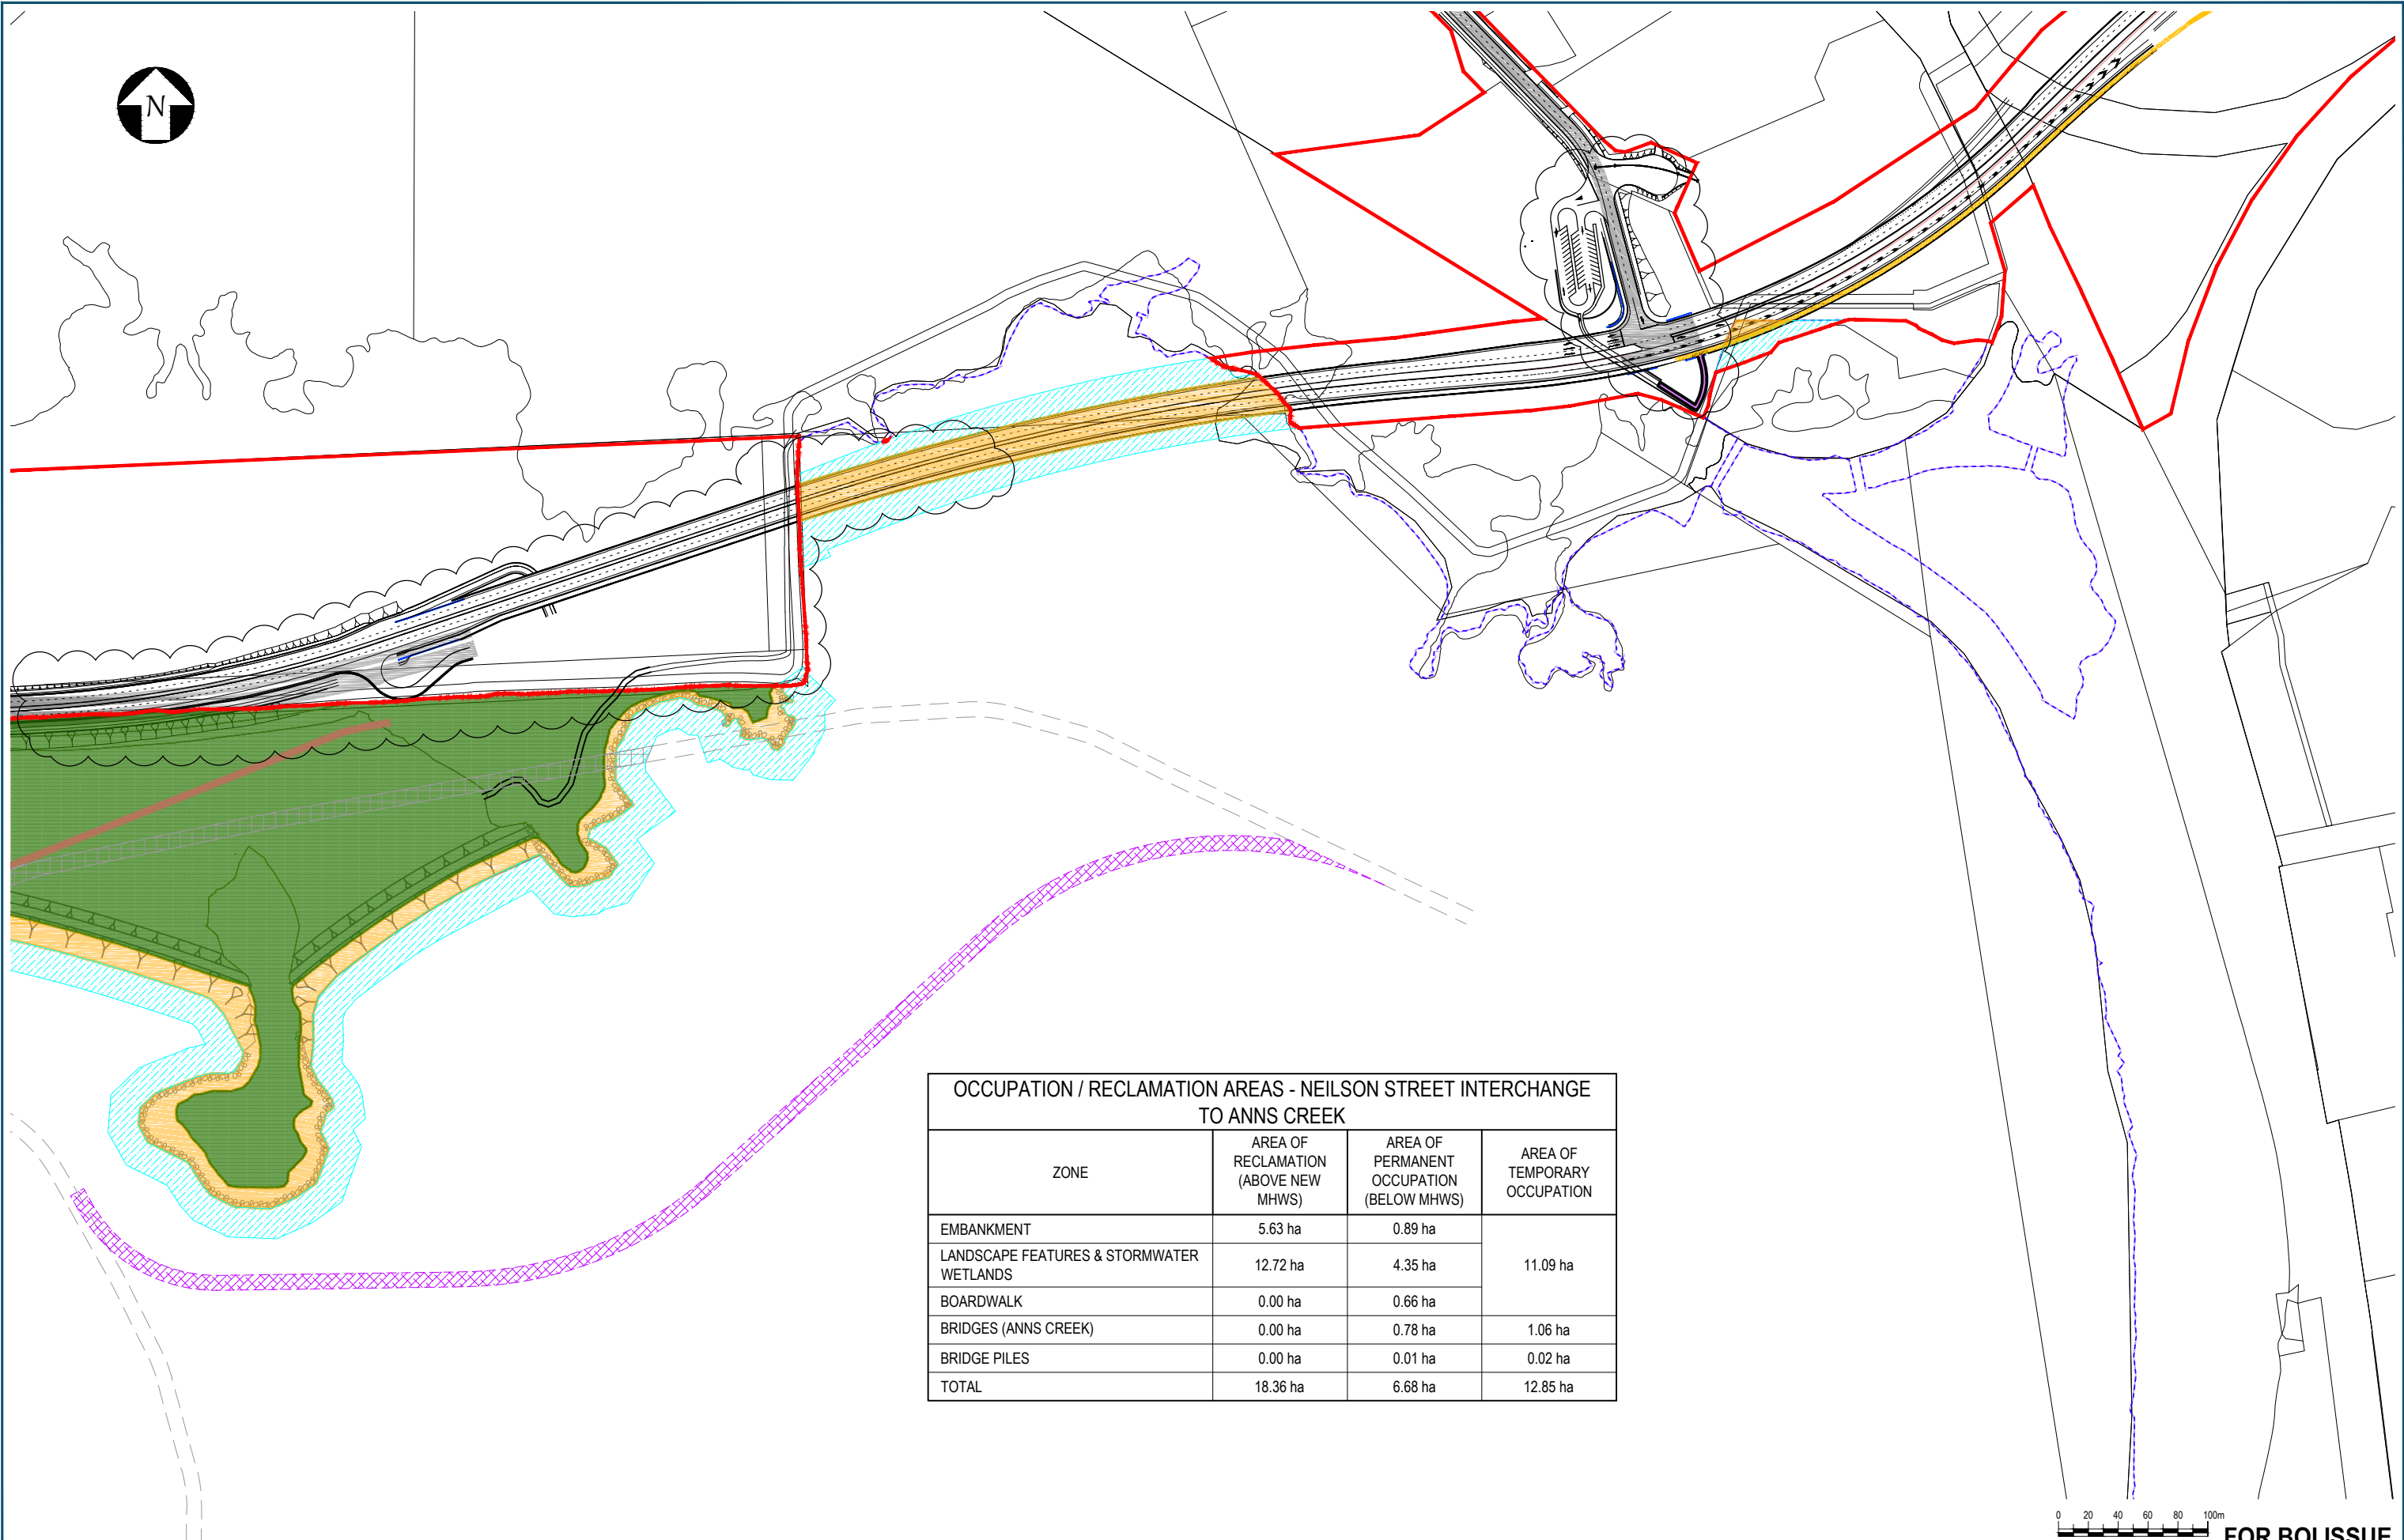 N
OCCUPATION / RECLAMATION AREAS - NEILSON STREET INTERCHANGE
TO ANNS CREEK
ZONE
AREA OF
RECLAMATION
(ABOVE NEW
MHWS)
AREA OF
PERMANENT
OCCUPATION
(BELOW MHWS)
AREA OF
TEMPORARY
OCCUPATION
EMBANKMENT 5.63 ha 0.89 ha
LANDSCAPE FEATURES & STORMWATER
WETLANDS 12.72 ha 4.35 ha 11.09 ha
BOARDWALK 0.00 ha 0.66 ha
BRIDGES (ANNS CREEK) 0.00 ha 0.78 ha 1.06 ha
BRIDGE PILES 0.00 ha 0.01 ha 0.02 ha
TOTAL 18.36 ha 6.68 ha 12.85 ha
0 20 40 60 80 100m
FOR BOI ISSUE